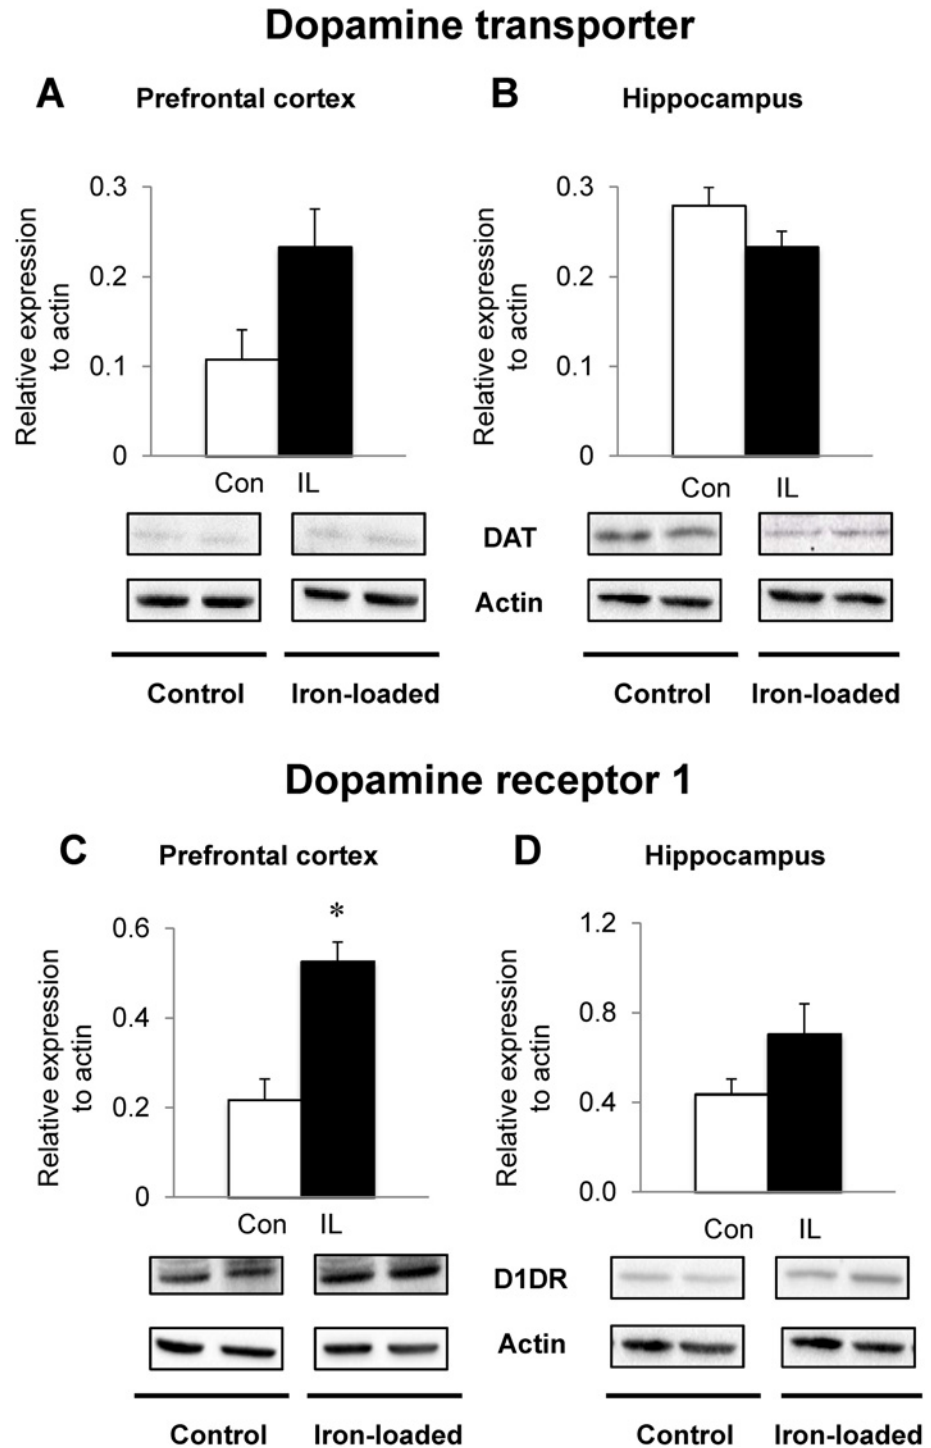 Dopamine transporter
A Prefrontal cortex B Hippocampus
Relative expression
to actin
0.3
0.2
0.1
0
Con IL
Relative expression
to actin
0.3
0.2
0.1
0
Con IL
DAT
Actin
Control Iron-loaded Control Iron-loaded
Dopamine receptor 1
C Prefrontal cortex D Hippocampus
Relative expression
to actin
0.6
0.4
0.2
0
*
Con IL
Relative expression
to actin
1.2
0.8
0.4
0.0
Con IL
D1DR
Actin
Control Iron-loaded Control Iron-loaded